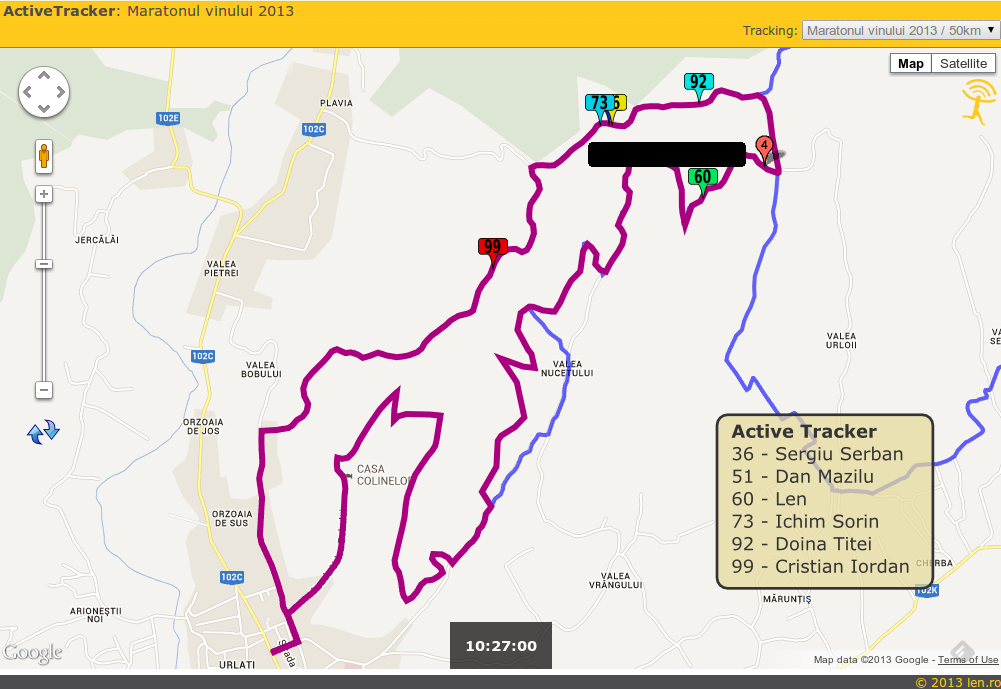 ActiveTracker: Maratonul vinului 2013
Tracking: Maratonul vinului 2013 / 50km
Map Satellite
92
73
PLAVIA
102E
102C
4
60
JERCĂLĂI
99
VALEA
PIETREI
VALEA
URLOII
102C
VALEA
BOBULUI
VALEA
NUCETULUI
ORZOAIA
DE JOS
CASA
COLINELOR
Active Tracker
36 - Sergiu Serban
51 - Dan Mazilu
60 - Len
73 - Ichim Sorin
92 - Doina Titei
99 - Cristian Iordan
ORZOAIA
DE SUS
102C
VALEA
VRÂNGULUI
CHERBA
102K
MĂRUNȚIȘ
ARIONEȘTII
NOI
10:27:00
Google
URLATI
Map data ©2013 Google - Terms of Use
© 2013 len.ro